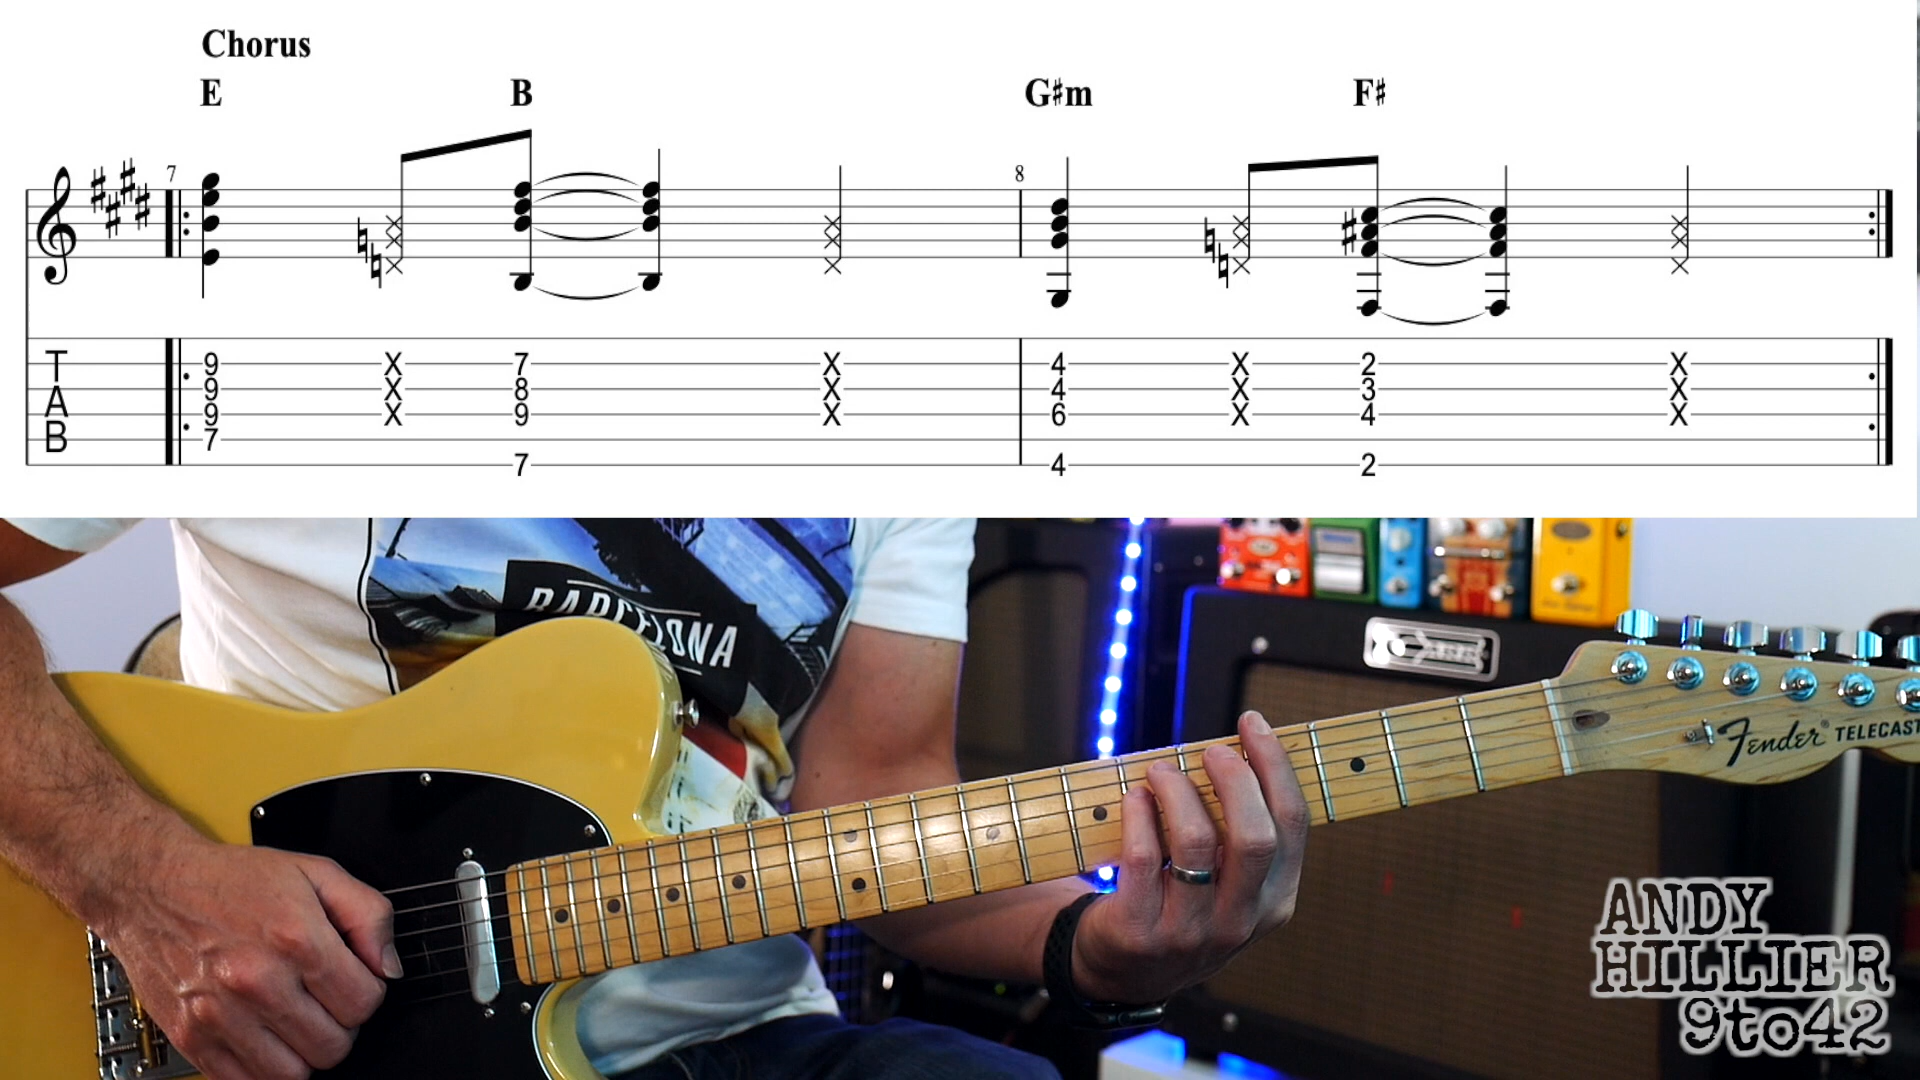 Chorus
E B G♯m F♯
7 8
T A B
9 X 7 X 4 X 2 X
9 X 8 X 4 X 3 X
9 X 9 X 6 X 4 X
7
7 4 2
BARCELONA
Fender® TELECAST
ANDY
HILLIER
9to42